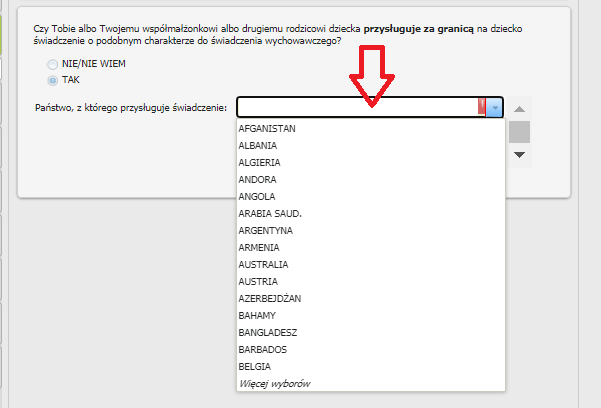 Czy Tobie albo Twojemu współmałżonkowi albo drugiemu rodzicowi dziecka przysługuje za granicą na dziecko
świadczenie o podobnym charakterze do świadczenia wychowawczego?
NIE/NIE WIEM
TAK
Państwo, z którego przysługuje świadczenie:
AFGANISTAN
ALBANIA
ALGIERIA
ANDORA
ANGOLA
ARABIA SAUD.
ARGENTYNA
ARMENIA
AUSTRALIA
AUSTRIA
AZERBEJDŻAN
BAHAMY
BANGLADESZ
BARBADOS
BELGIA
Więcej wyborów